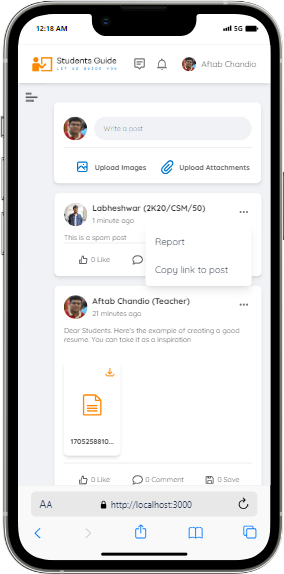 12:18 AM
5G
Students Guide
LET US GUIDE YOU
Aftab Chandio
Write a post
Upload Images
Upload Attachments
Labheshwar (2K20/CSM/50)
1 minute ago
This is a spam post
Report
Copy link to post
0 Like
Aftab Chandio (Teacher)
21 minutes ago
Dear Students. Here's the example of creating a good
resume. You can take it as a inspiration
1705258810...
0 Like
0 Comment
0 Save
AA
http://localhost:3000